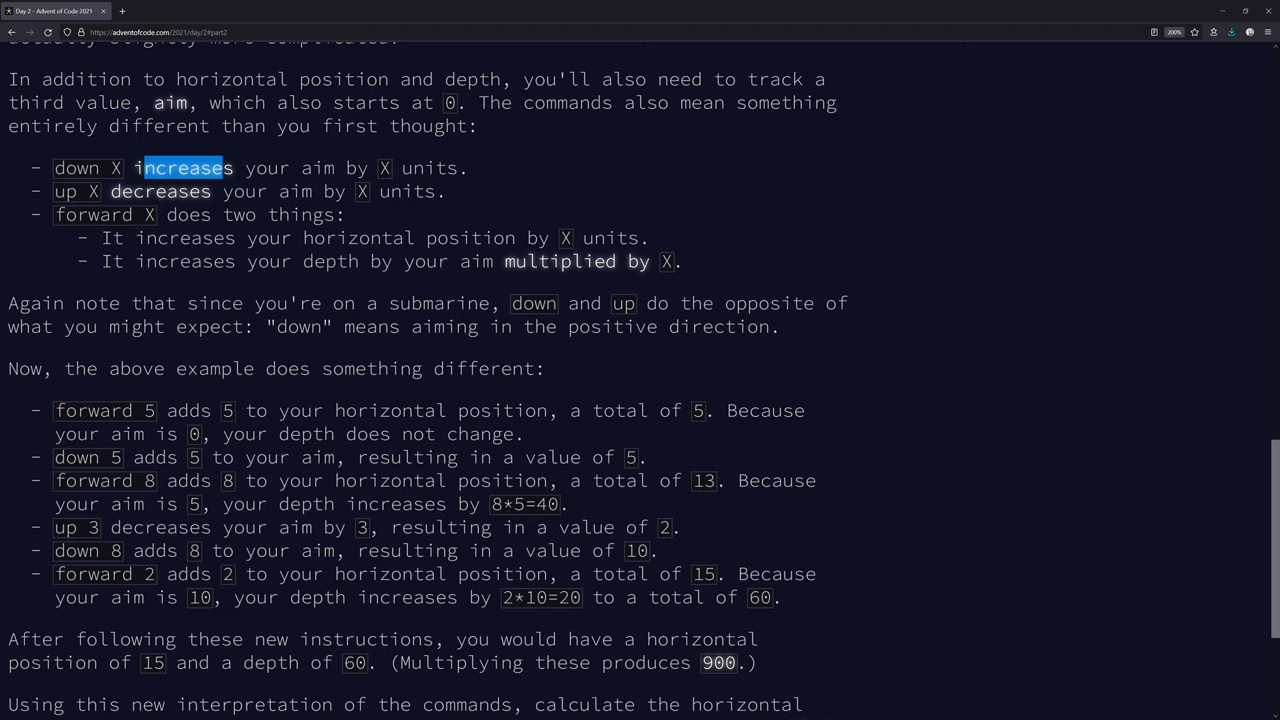 Day 2 - Advent of Code 2021
https://adventofcode.com/2021/day/2#part2
200%
actually slightly more complicated.
In addition to horizontal position and depth, you'll also need to track a
third value, aim, which also starts at 0. The commands also mean something
entirely different than you first thought:
- down X increases your aim by X units.
- up X decreases your aim by X units.
- forward X does two things:
- It increases your horizontal position by X units.
- It increases your depth by your aim multiplied by X.
Again note that since you're on a submarine, down and up do the opposite of
what you might expect: "down" means aiming in the positive direction.
Now, the above example does something different:
- forward 5 adds 5 to your horizontal position, a total of 5. Because
your aim is 0, your depth does not change.
- down 5 adds 5 to your aim, resulting in a value of 5.
- forward 8 adds 8 to your horizontal position, a total of 13. Because
your aim is 5, your depth increases by 8*5=40.
- up 3 decreases your aim by 3, resulting in a value of 2.
- down 8 adds 8 to your aim, resulting in a value of 10.
- forward 2 adds 2 to your horizontal position, a total of 15. Because
your aim is 10, your depth increases by 2*10=20 to a total of 60.
After following these new instructions, you would have a horizontal
position of 15 and a depth of 60. (Multiplying these produces 900.)
Using this new interpretation of the commands, calculate the horizontal